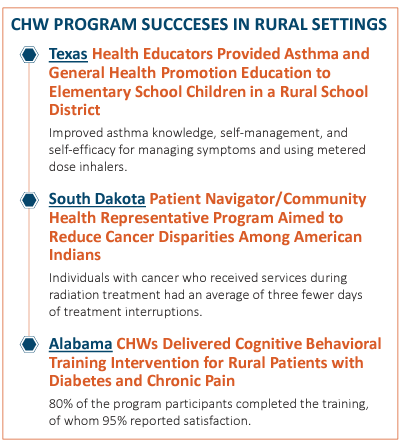 CHW PROGRAM SUCCCESES IN RURAL SETTINGS
Texas Health Educators Provided Asthma and
General Health Promotion Education to
Elementary School Children in a Rural School
District
Improved asthma knowledge, self-management, and
self-efficacy for managing symptoms and using metered
dose inhalers.
South Dakota Patient Navigator/Community
Health Representative Program Aimed to
Reduce Cancer Disparities Among American
Indians
Individuals with cancer who received services during
radiation treatment had an average of three fewer days
of treatment interruptions.
Alabama CHWs Delivered Cognitive Behavioral
Training Intervention for Rural Patients with
Diabetes and Chronic Pain
80% of the program participants completed the training,
of whom 95% reported satisfaction.